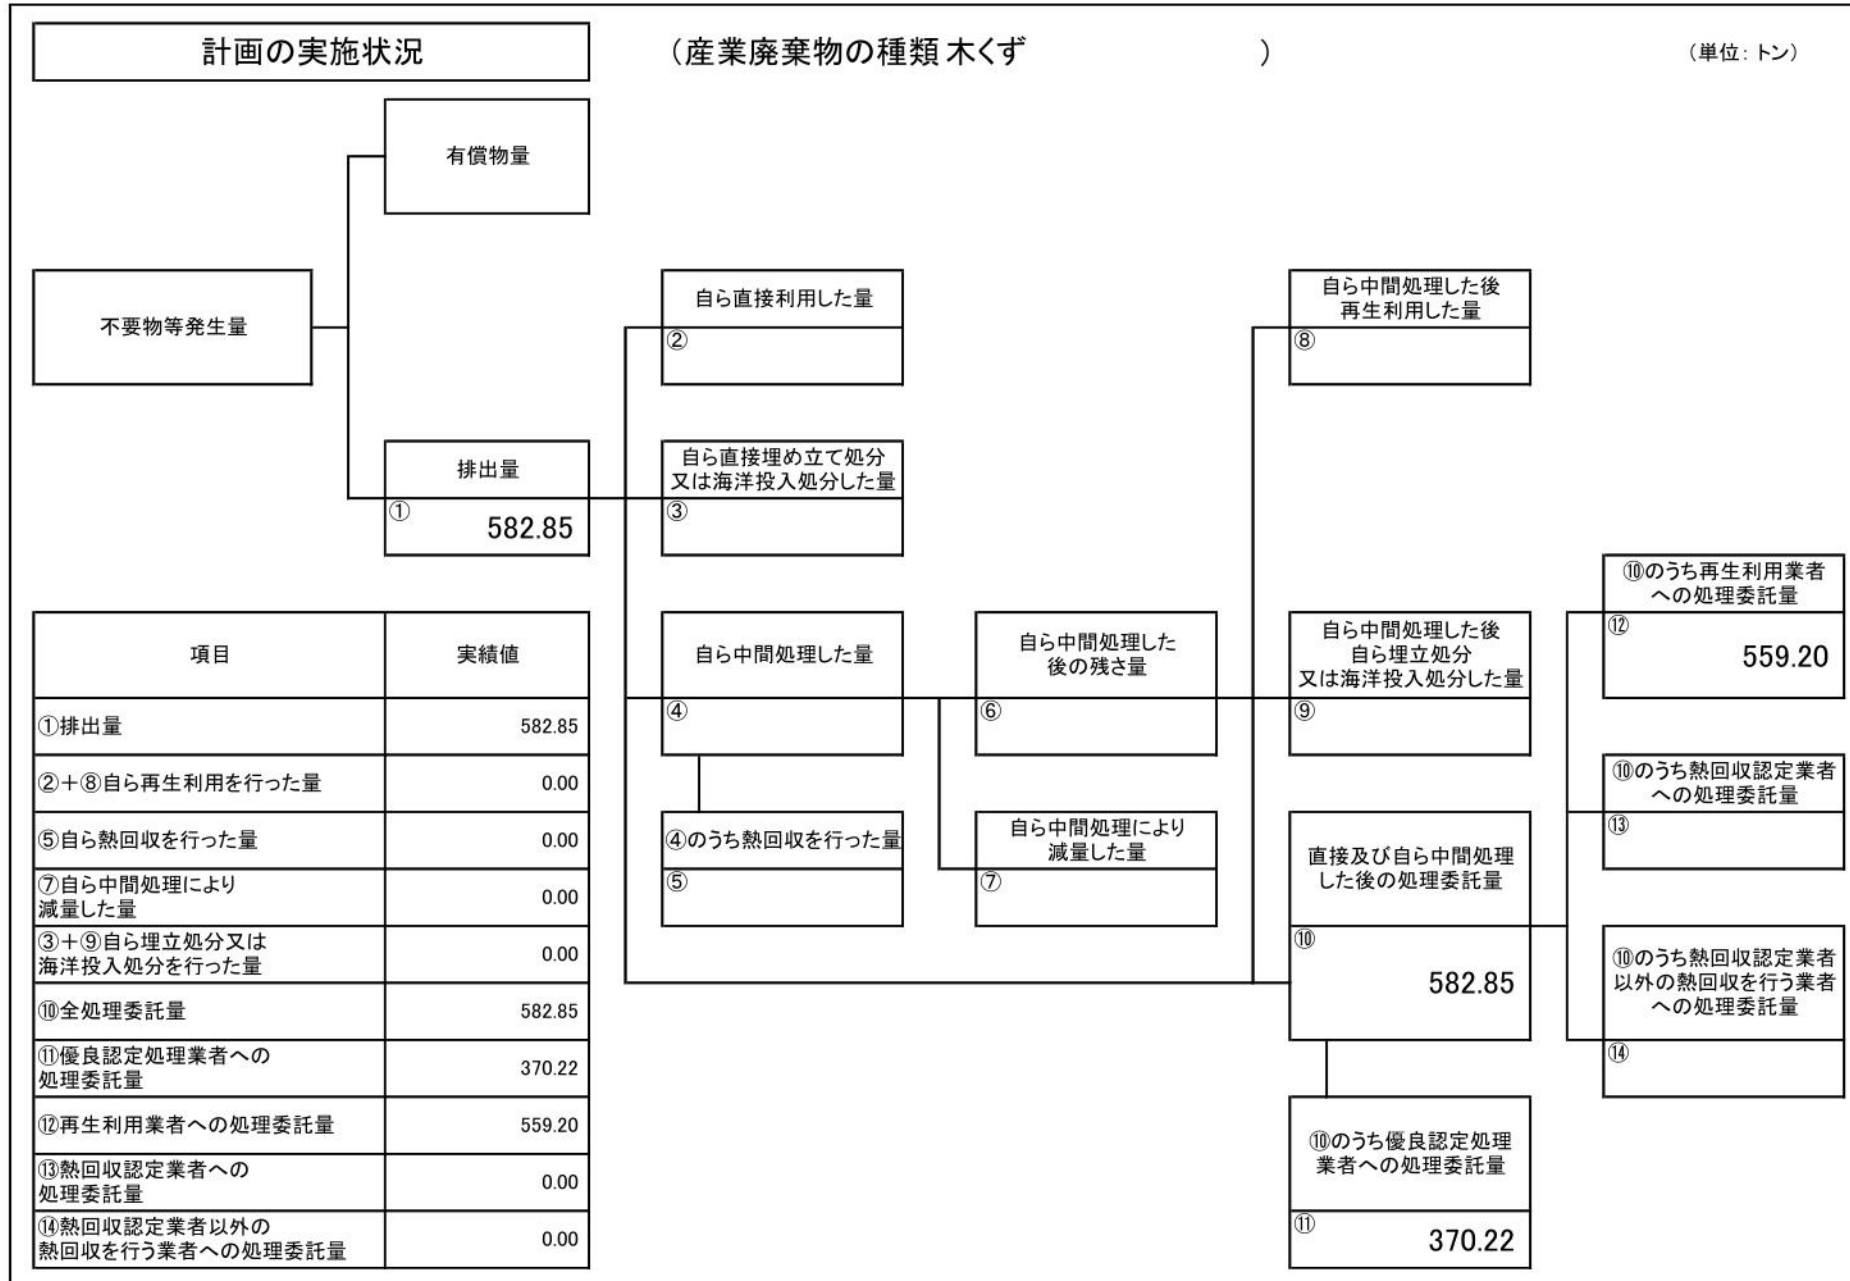 計画の実施状況
（産業廃棄物の種類 木くず　　　　　　　）
（単位：トン）
有償物量
不要物等発生量
自ら直接利用した量
②
自ら中間処理した後
再生利用した量
⑧
排出量
①
582.85
自ら直接埋め立て処分
又は海洋投入処分した量
③
⑩のうち再生利用業者
への処理委託量
⑫
559.20
自ら中間処理した量
④
自ら中間処理した
後の残さ量
⑥
自ら中間処理した後
自ら埋立処分
又は海洋投入処分した量
⑨
⑩のうち熱回収認定業者
への処理委託量
⑬
④のうち熱回収を行った量
⑤
自ら中間処理により
減量した量
⑦
直接及び自ら中間処理
した後の処理委託量
⑩
582.85
⑩のうち熱回収認定業者
以外の熱回収を行う業者
への処理委託量
⑭
⑩のうち優良認定処理
業者への処理委託量
⑪
370.22
項目 実績値
①排出量 582.85
②＋⑧自ら再生利用を行った量 0.00
⑤自ら熱回収を行った量 0.00
⑦自ら中間処理により
減量した量 0.00
③＋⑨自ら埋立処分又は
海洋投入処分を行った量 0.00
⑩全処理委託量 582.85
⑪優良認定処理業者への
処理委託量 370.22
⑫再生利用業者への処理委託量 559.20
⑬熱回収認定業者への
処理委託量 0.00
⑭熱回収認定業者以外の
熱回収を行う業者への処理委託量 0.00